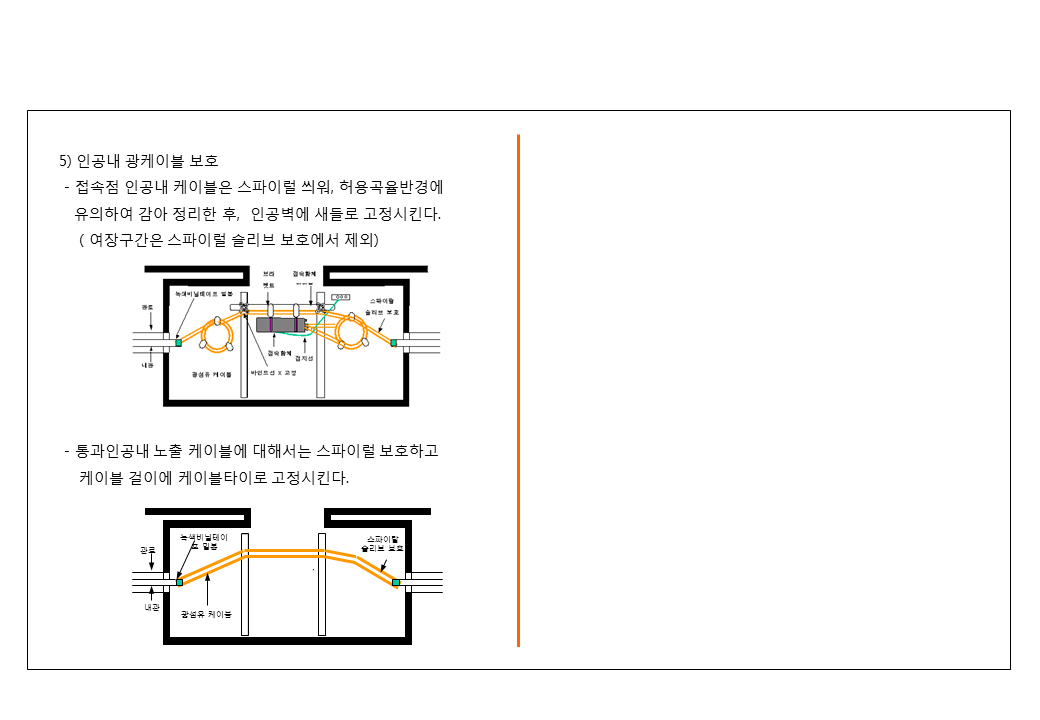 5) 인공내 광케이블 보호
- 접속점 인공내 케이블은 스파이럴 씌워, 허용곡율반경에
유의하여 감아 정리한 후, 인공벽에 새들로 고정시킨다.
( 여장구간은 스파이럴 슬리브 보호에서 제외)
브라
켓트
접속함체
녹색비닐테이프 밀봉
스파이랄
슬리브 보호
관로
내관
접속함체
접지선
광섬유 케이블
바인드선 X 고정
- 통과인공내 노출 케이블에 대해서는 스파이럴 보호하고
케이블 걸이에 케이블타이로 고정시킨다.
녹색비닐테이
프 밀봉
스파이랄
슬리브 보호
관로
내관
광섬유 케이블